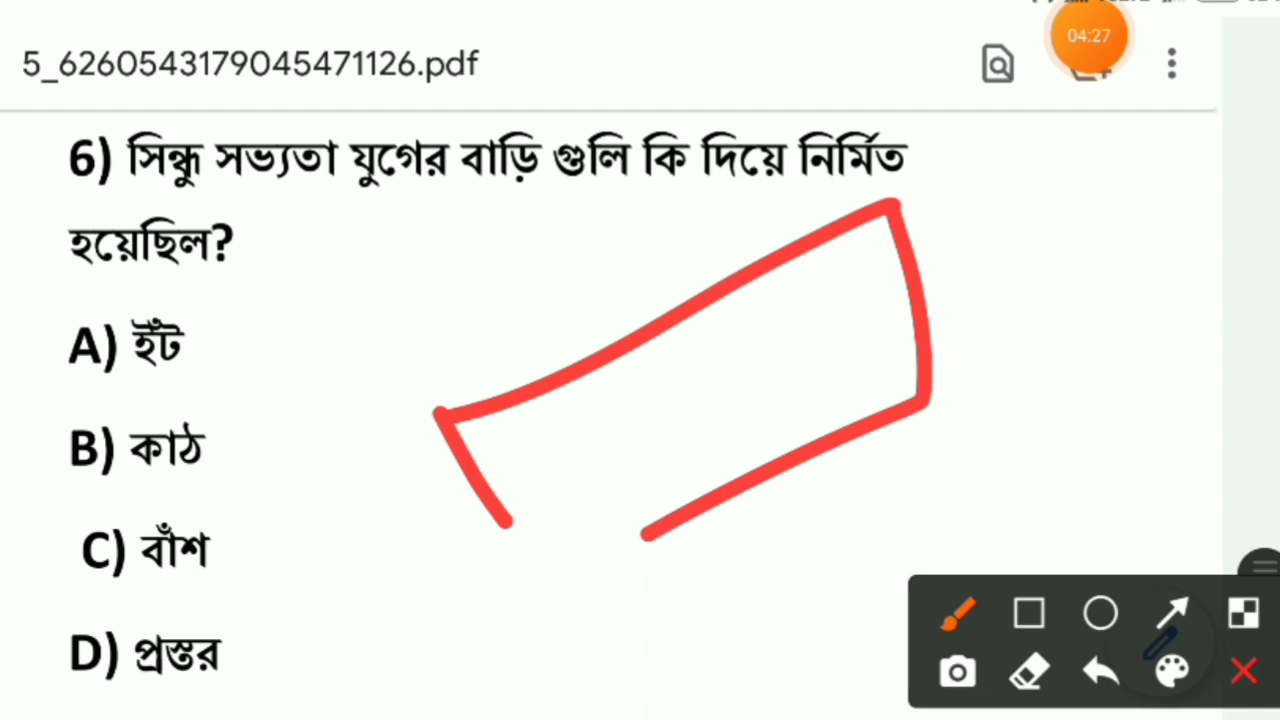 04:27
5_6260543179045471126.pdf
6) সিন্ধু সভ্যতা যুগের বাড়ি গুলি কি দিয়ে নির্মিত
হয়েছিল?
A) ইঁট
B) কাঠ
C) বাঁশ
D) প্রস্তর